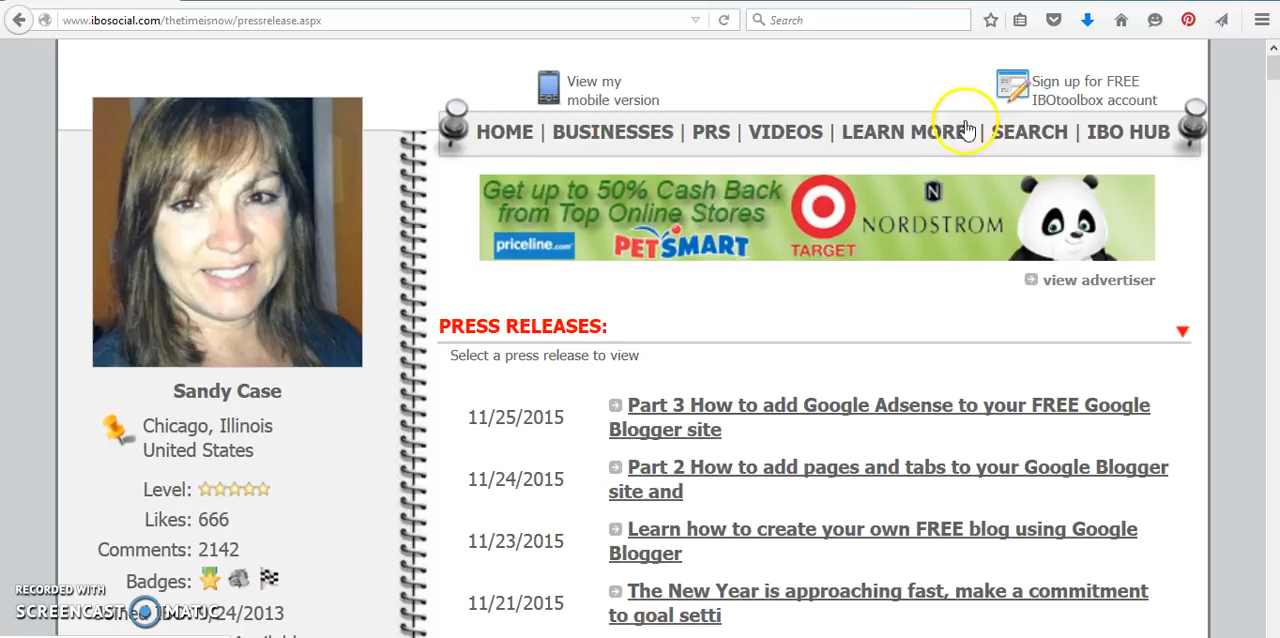 www.ibosocial.com/thetimeisnow/pressrelease.aspx
Search
View my
mobile version
Sign up for FREE
IBOtoolbox account
HOME | BUSINESSES | PRS | VIDEOS | LEARN MORE | SEARCH | IBO HUB
Get up to 50% Cash Back
from Top Online Stores
priceline.com
PETSMART
TARGET
N
NORDSTROM
view advertiser
PRESS RELEASES:
Select a press release to view
11/25/2015
Part 3 How to add Google Adsense to your FREE Google
Blogger site
11/24/2015
Part 2 How to add pages and tabs to your Google Blogger
site and
11/23/2015
Learn how to create your own FREE blog using Google
Blogger
11/21/2015
The New Year is approaching fast, make a commitment
to goal setti
Sandy Case
Chicago, Illinois
United States
Level:
Likes: 666
Comments: 2142
Badges:
/24/2013
RECORDED WITH
SCREENCAST MATIC